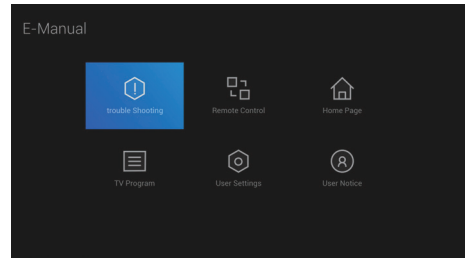 E-Manual
trouble Shooting
Remote Control
Home Page
TV Program
User Settings
User Notice